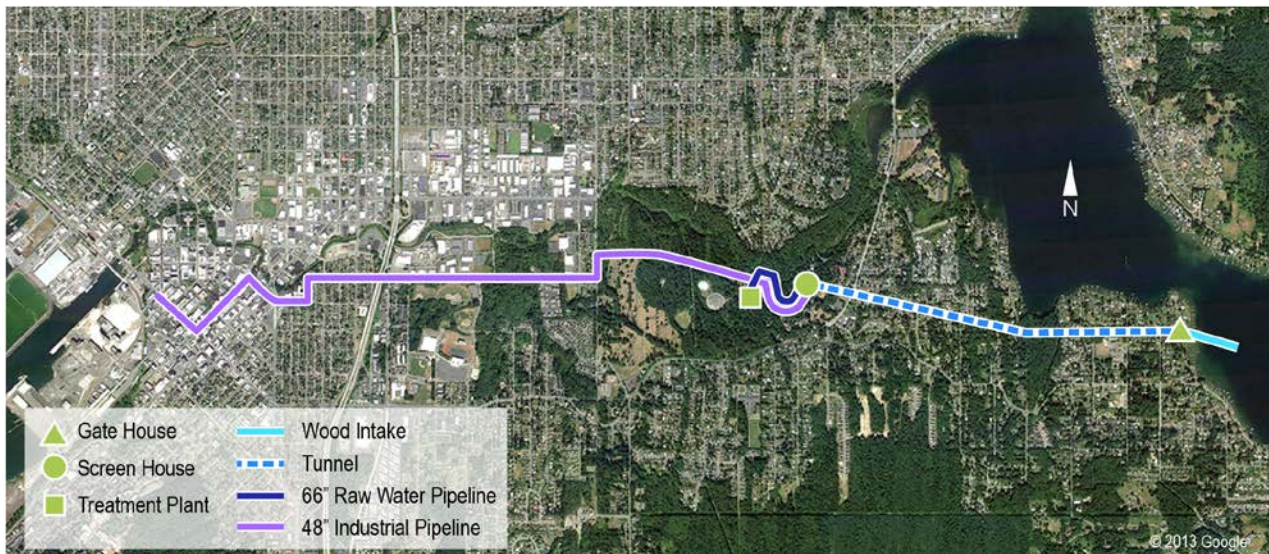 N
Gate House
Screen House
Treatment Plant
Wood Intake
Tunnel
66" Raw Water Pipeline
48" Industrial Pipeline
© 2013 Google